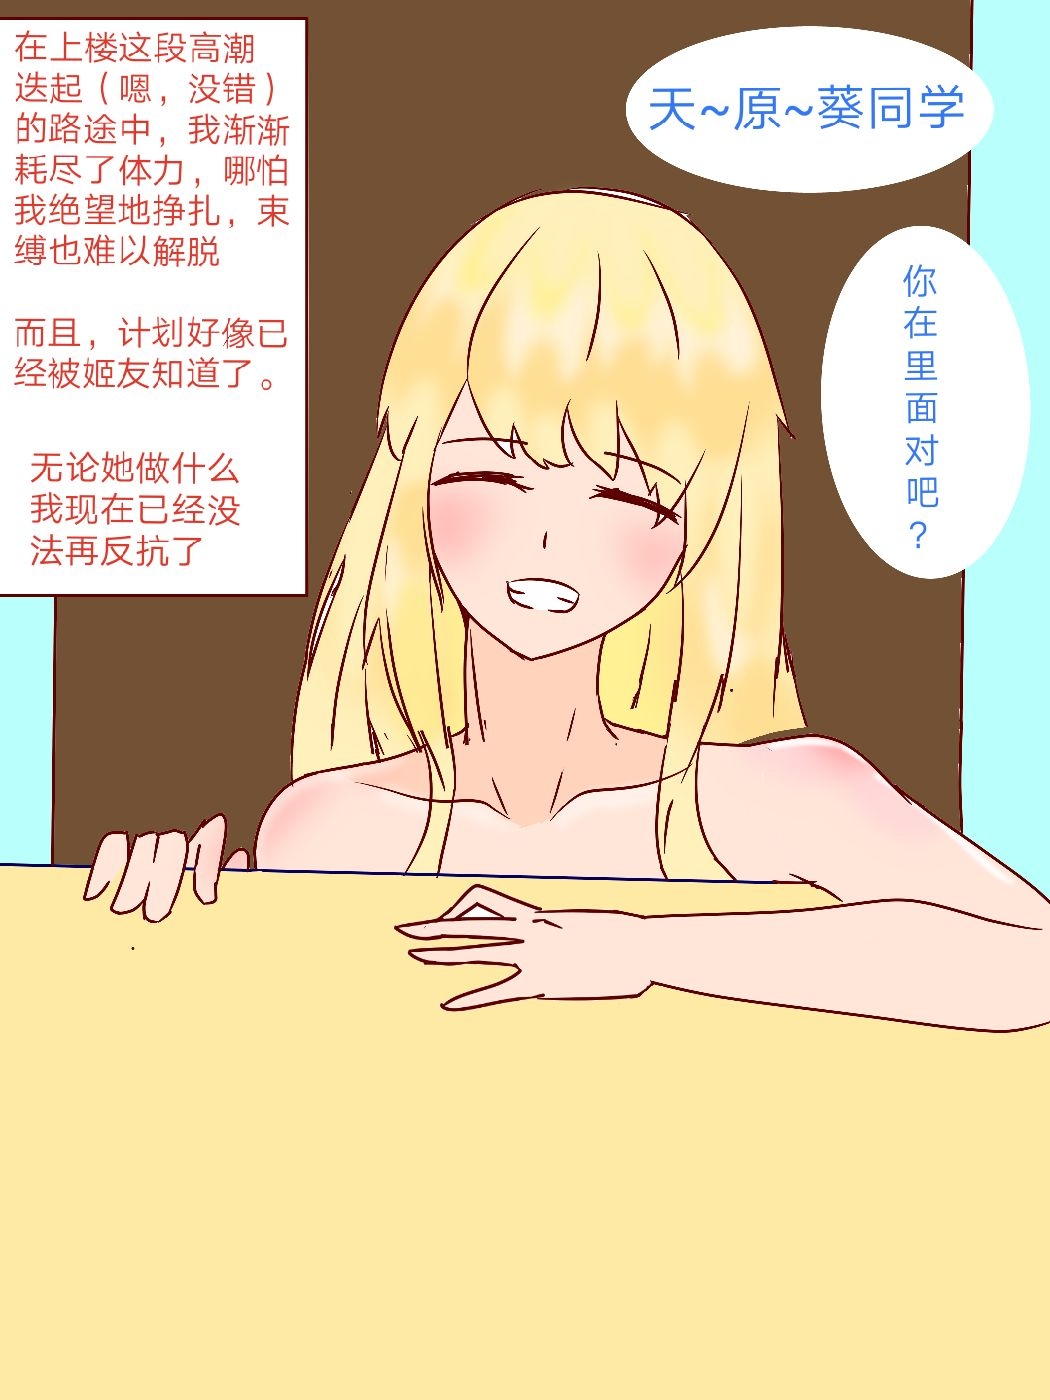 在上楼这段高潮
迭起（嗯，没错）
的路途中，我渐渐
耗尽了体力，哪怕
我绝望地挣扎，束
缚也难以解脱
而且，计划好像已
经被姬友知道了。
无论她做什么
我现在已经没
法再反抗了
天~原~葵同学
你在里面对吧？